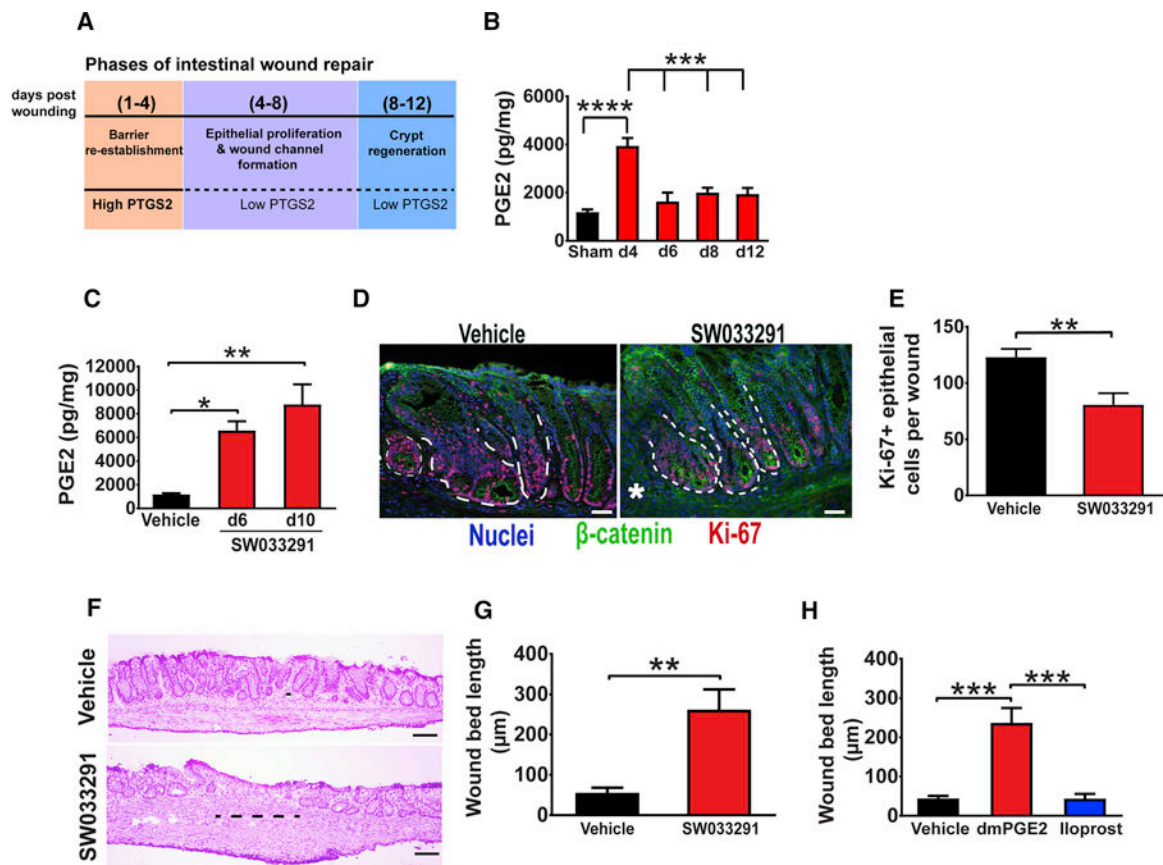 A
Phases of intestinal wound repair
days post
wounding
(1-4) (4-8) (8-12)
Barrier
re-establishment
Epithelial proliferation
& wound channel
formation
Crypt
regeneration
High PTGS2 Low PTGS2 Low PTGS2
B
PGE2 (pg/mg)
6000
4000
2000
0
****
***
Sham d4 d6 d8 d12
C
PGE2 (pg/mg)
12000
10000
8000
6000
4000
2000
0
**
*
Vehicle d6 d10
SW033291
D
Vehicle SW033291
*
Nuclei β-catenin Ki-67
E
Ki-67+ epithelial
cells per wound
150
100
50
0
**
Vehicle SW033291
F
Vehicle
SW033291
G
Wound bed length
(µm)
400
300
200
100
0
**
Vehicle SW033291
H
Wound bed length
(µm)
400
300
200
100
0
*** ***
Vehicle dmPGE2 Iloprost